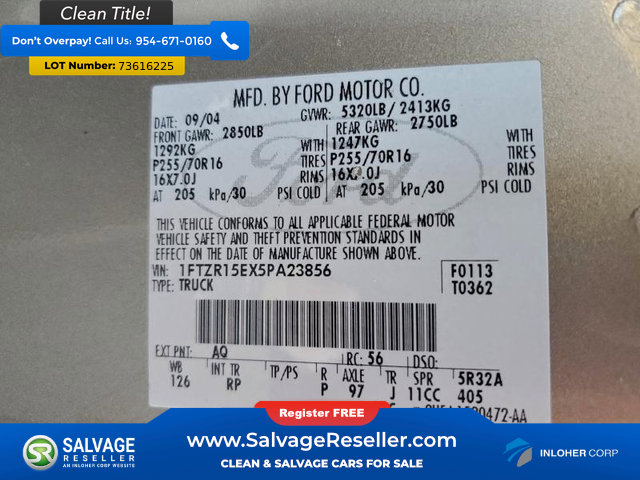 Clean Title!
Don't Overpay! Call Us: 954-671-0160
LOT Number: 73616225
MFD. BY FORD MOTOR CO.
DATE: 09/04 GVWR: 5320LB/ 2413KG
FRONT GAWR: 2850LB REAR GAWR: 2750LB
1292KG WITH 1247KG WITH
P255/70R16 TIRES P255/70R16 TIRES
16X7.0J RIMS 16X7.0J RIMS
AT 205 kPa/30 PSI COLD AT 205 kPa/30 PSI COLD
Ford
THIS VEHICLE CONFORMS TO ALL APPLICABLE FEDERAL MOTOR
VEHICLE SAFETY AND THEFT PREVENTION STANDARDS IN
EFFECT ON THE DATE OF MANUFACTURE SHOWN ABOVE.
VIN: 1FTZR15EX5PA23856 F0113
TYPE: TRUCK T0362
EXT PNT: AQ RC: 56 DSO:
WB INT TR TP/PS R AXLE TR SPR 5R32A
126 RP P 97 J 11CC 405
Register FREE
SR
SALVAGE
RESELLER
AN INLOHER CORP WEBSITE
www.SalvageReseller.com
CLEAN & SALVAGE CARS FOR SALE
INLOHER CORP